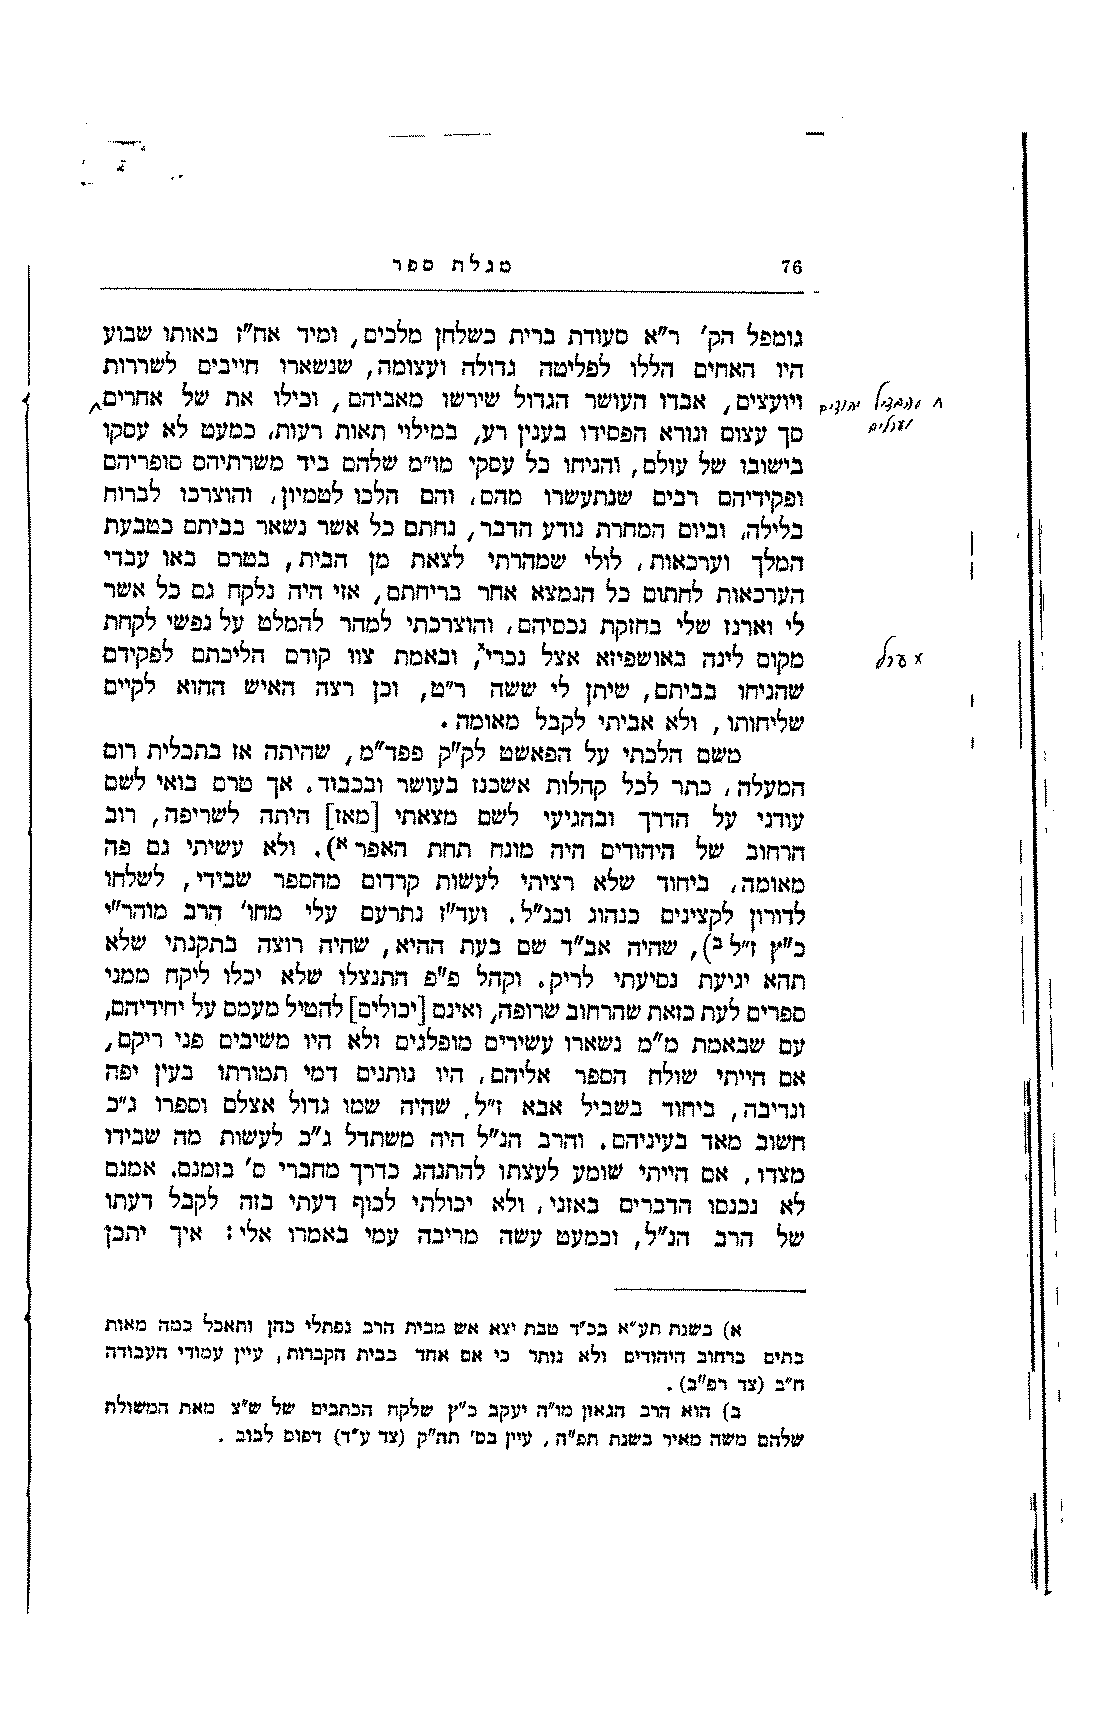 76
מגלת ספר
גומפל הק' ר"א סעודת ברית כשלחן מלכים, ומיד אח"ז באותו שבוע
היו האחים הללו לפליטה גדולה ועצומה, שנשארו חייבים לשררות
ויועצים, אבדו העושר הגדול שירשו מאביהם, וכילו את של אחרים
סך עצום ונורא הפסידו בענין רע, במילוי תאות רעות, כמעט לא עסקו
בישובו של עולם, והניחו כל עסקי מו"מ שלהם ביד משרתיהם סופריהם
ופקידיהם רבים שנתעשרו מהם, והם הלכו לטמיון, והוצרכו לברוח
בלילה, וביום המחרת נודע הדבר, נחתם כל אשר נשאר בביתם בטבעת
המלך וערכאות, לולי שמהרתי לצאת מן הבית, בטרם באו עבדי
הערכאות לחתום כל הנמצא אחר בריחתם, אזי היה נלקח גם כל אשר
לי וארגז שלי בחזקת נכסיהם, והוצרכתי למהר להמלט על נפשי לקחת
מקום לינה באושפיזא אצל נכרי, ובאמת צוו קודם הליכתם לפקידם
שהניחו בביתם, שיתן לי ששה ר"ט, וכן רצה האיש ההוא לקיים
שליחותו, ולא אביתי לקבל מאומה.
משם הלכתי על הפאשט לק"ק פפד"מ, שהיתה אז בתכלית רום
המעלה, כתר לכל קהלות אשכנז בעושר ובכבוד. אך טרם בואי לשם
עודני על הדרך ובהגיעי לשם מצאתי [מאז] היתה לשריפה, רוב
הרחוב של היהודים היה מונח תחת האפר א). ולא עשיתי גם פה
מאומה, ביחוד שלא רציתי לעשות קרדום מהספר שבידי, לשלחו
לדורון לקצינים כנהוג וכנ"ל. ועד"ז נתרעם עלי מחו' הרב מוהר"י
כ"ץ ז"ל ב), שהיה אב"ד שם בעת ההיא, שהיה רוצה בתקנתי שלא
תהא יגיעת נסיעתי לריק. וקהל פ"פ התנצלו שלא יכלו ליקח ממני
ספרים לעת כזאת שהרחוב שרופה, ואינם [יכולים] להטיל מעמס על יחידיהם,
עם שבאמת מ"מ נשארו עשירים מופלגים ולא היו משיבים פני ריקם,
אם הייתי שולח הספר אליהם, היו נותנים דמי תמורתו בעין יפה
ונדיבה, ביחוד בשביל אבא ז"ל, שהיה שמו גדול אצלם וספרו ג"כ
חשוב מאד בעיניהם. והרב הנ"ל היה משתדל ג"כ לעשות מה שבידו
מצדו, אם הייתי שומע לעצתו להתנהג כדרך מחברי ס' בזמנם. אמנם
לא נכנסו הדברים באזני, ולא יכולתי לכוף דעתי בזה לקבל דעתו
של הרב הנ"ל, וכמעט עשה מריבה עמי באמרו אלי: איך יתכן
א) בשנת תע"א בכ"ד טבת יצא אש מבית הרב נפתלי כהן ותאכל כמה מאות
בתים ברחוב היהודים ולא נותר כי אם אחד בבית הקברות, עיין עמודי העבודה
ח"ב (צד רפ"ב).
ב) הוא הרב הגאון מו"ה יעקב כ"ץ שלקח הכתבים של ש"צ מאת המשולח
שלהם משה מאיר בשנת תפ"ה, עיין בס' תה"ק (צד ע"ד) דפוס לבוב.
יהודים
וערלים
x ערל